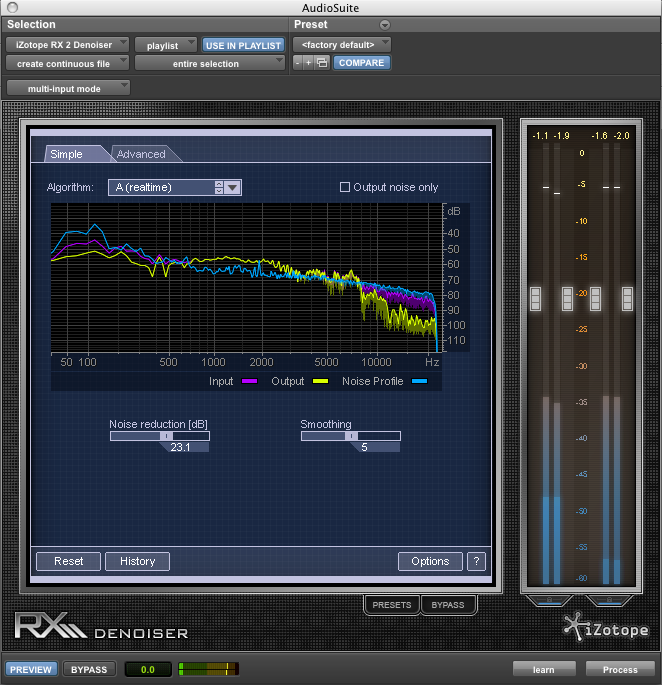 AudioSuite
Selection
Preset
iZotope RX 2 Denoiser
playlist
USE IN PLAYLIST
<factory default>
create continuous file
entire selection
- +
COMPARE
multi-input mode
Simple
Advanced
Algorithm:
A (realtime)
Output noise only
dB
40
50
60
70
80
90
100
110
50 100 500 1000 2000 5000 10000 Hz
Input
Output
Noise Profile
Noise reduction [dB]
23.1
Smoothing
5
Reset
History
Options
?
-1.1 -1.9 -1.6 -2.0
0
-5
-10
-15
-20
-25
-30
-35
-40
-45
-50
-55
-60
PRESETS
BYPASS
RX DENOISER
iZotope
PREVIEW
BYPASS
0.0
learn
Process